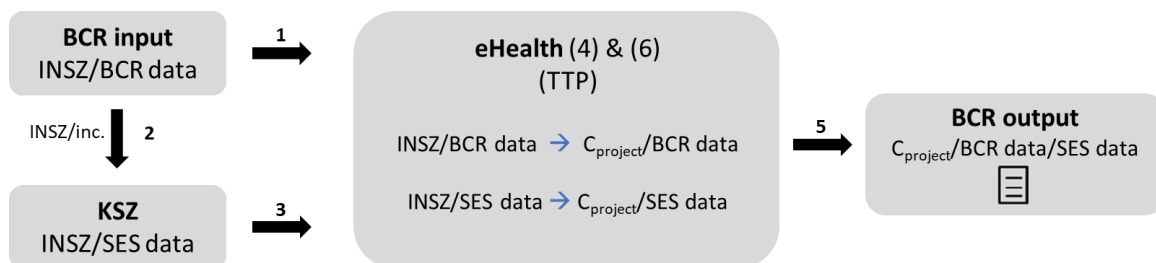 BCR input
INSZ/BCR data
1
INSZ/inc.
2
KSZ
INSZ/SES data
3
eHealth (4) & (6)
(TTP)
INSZ/BCR data → Cproject/BCR data
INSZ/SES data → Cproject/SES data
5
BCR output
Cproject/BCR data/SES data